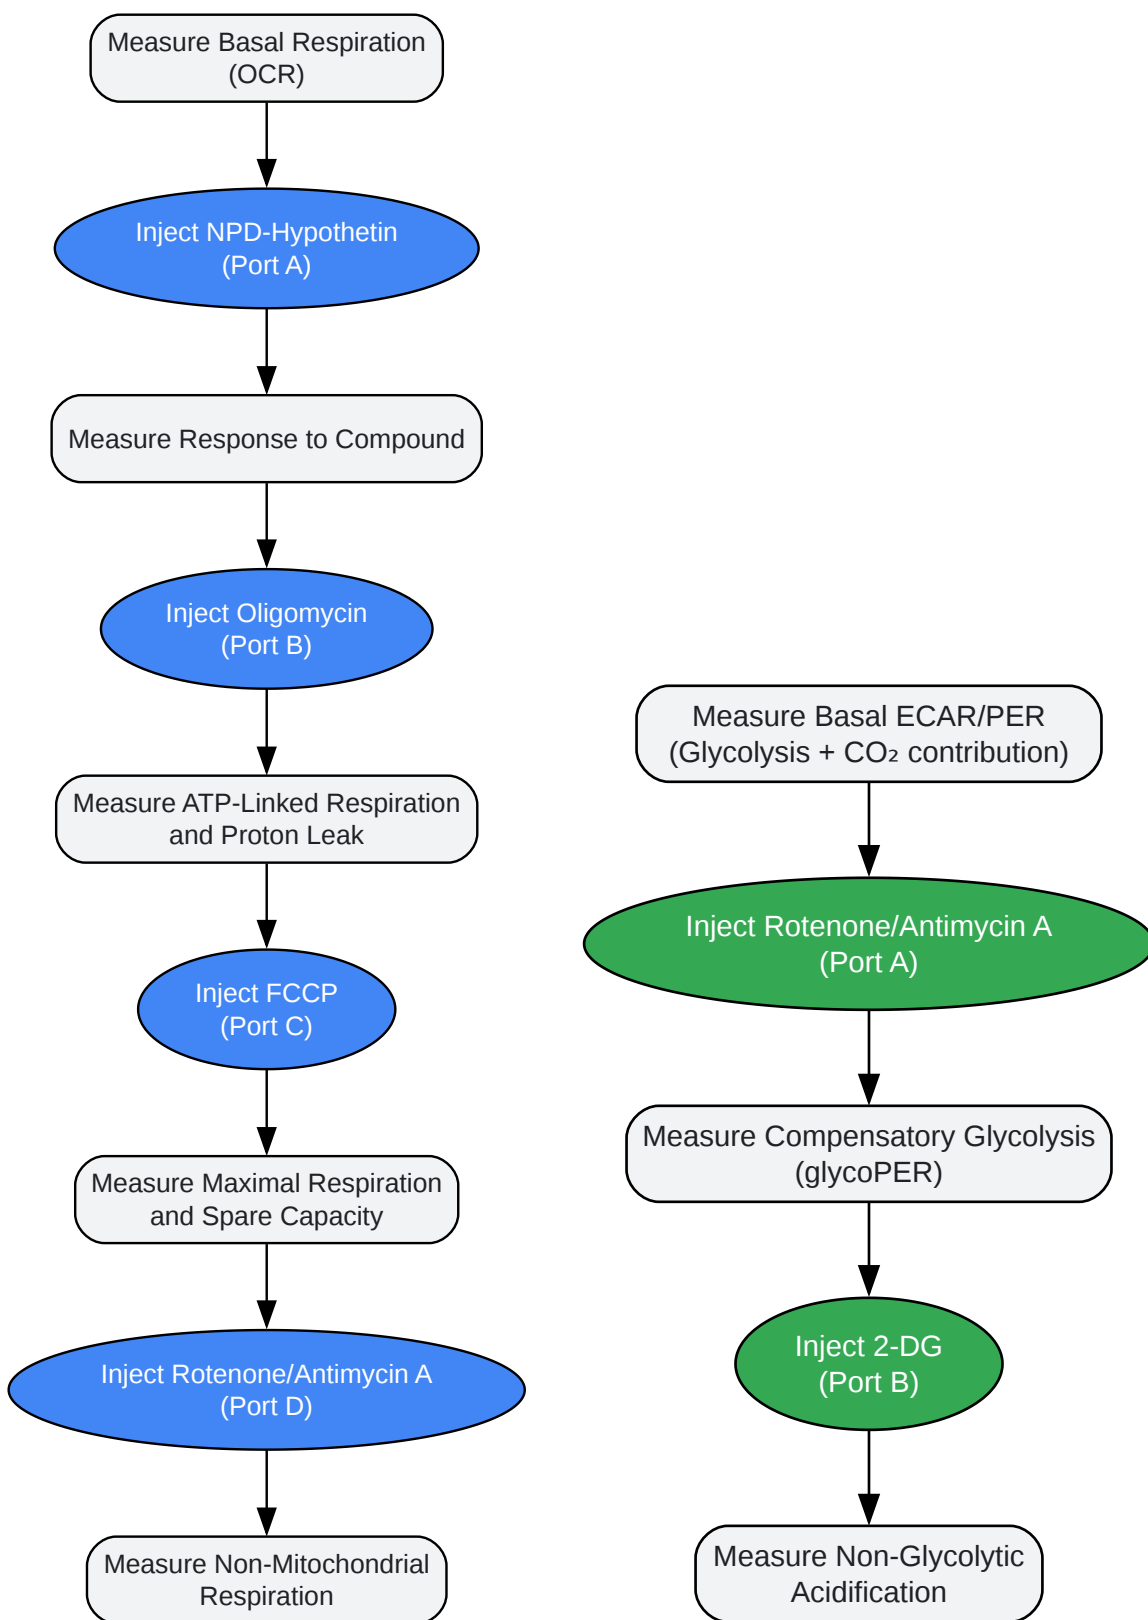 Measure Basal Respiration
(OCR)
Inject NPD-Hypothetin
(Port A)
Measure Response to Compound
Inject Oligomycin
(Port B)
Measure ATP-Linked Respiration
and Proton Leak
Inject FCCP
(Port C)
Measure Maximal Respiration
and Spare Capacity
Inject Rotenone/Antimycin A
(Port D)
Measure Non-Mitochondrial
Respiration
Measure Basal ECAR/PER
(Glycolysis + CO₂ contribution)
Inject Rotenone/Antimycin A
(Port A)
Measure Compensatory Glycolysis
(glycoPER)
Inject 2-DG
(Port B)
Measure Non-Glycolytic
Acidification